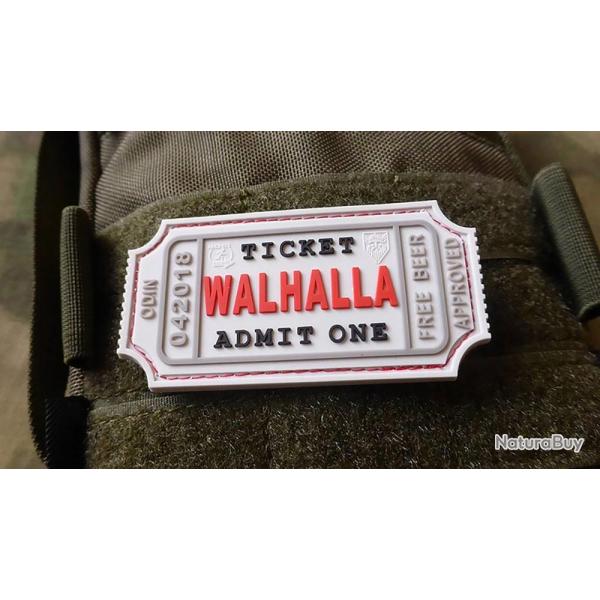 ODIN
042018
TICKET
WALHALLA
ADMIT ONE
FREE BEER
APPROVED
NaturaBuy